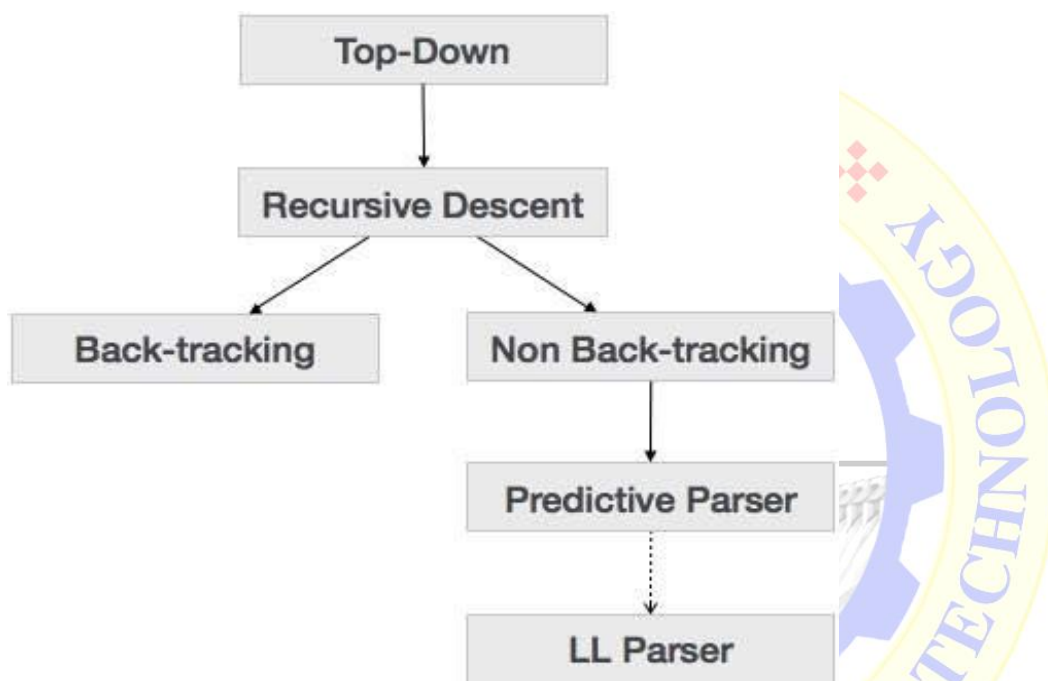 Top-Down
Recursive Descent
Back-tracking
Non Back-tracking
Predictive Parser
LL Parser
TECHNOLOGY